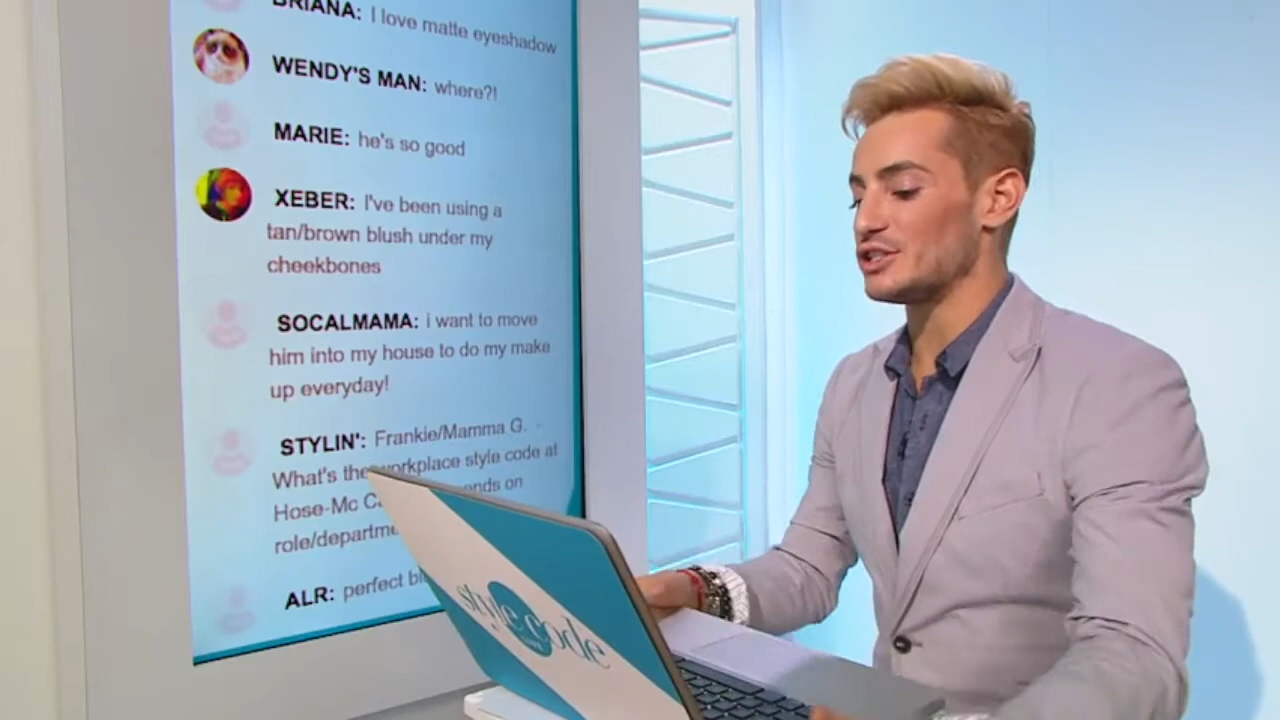 BRIANA: I love matte eyeshadow
WENDY'S MAN: where?!
MARIE: he's so good
XEBER: I've been using a
tan/brown blush under my
cheekbones
SOCALMAMA: i want to move
him into my house to do my make
up everyday!
STYLIN': Frankie/Mamma G. -
What's the workplace style code at
Hose-Mc
role/departme
ALR: perfect
style code